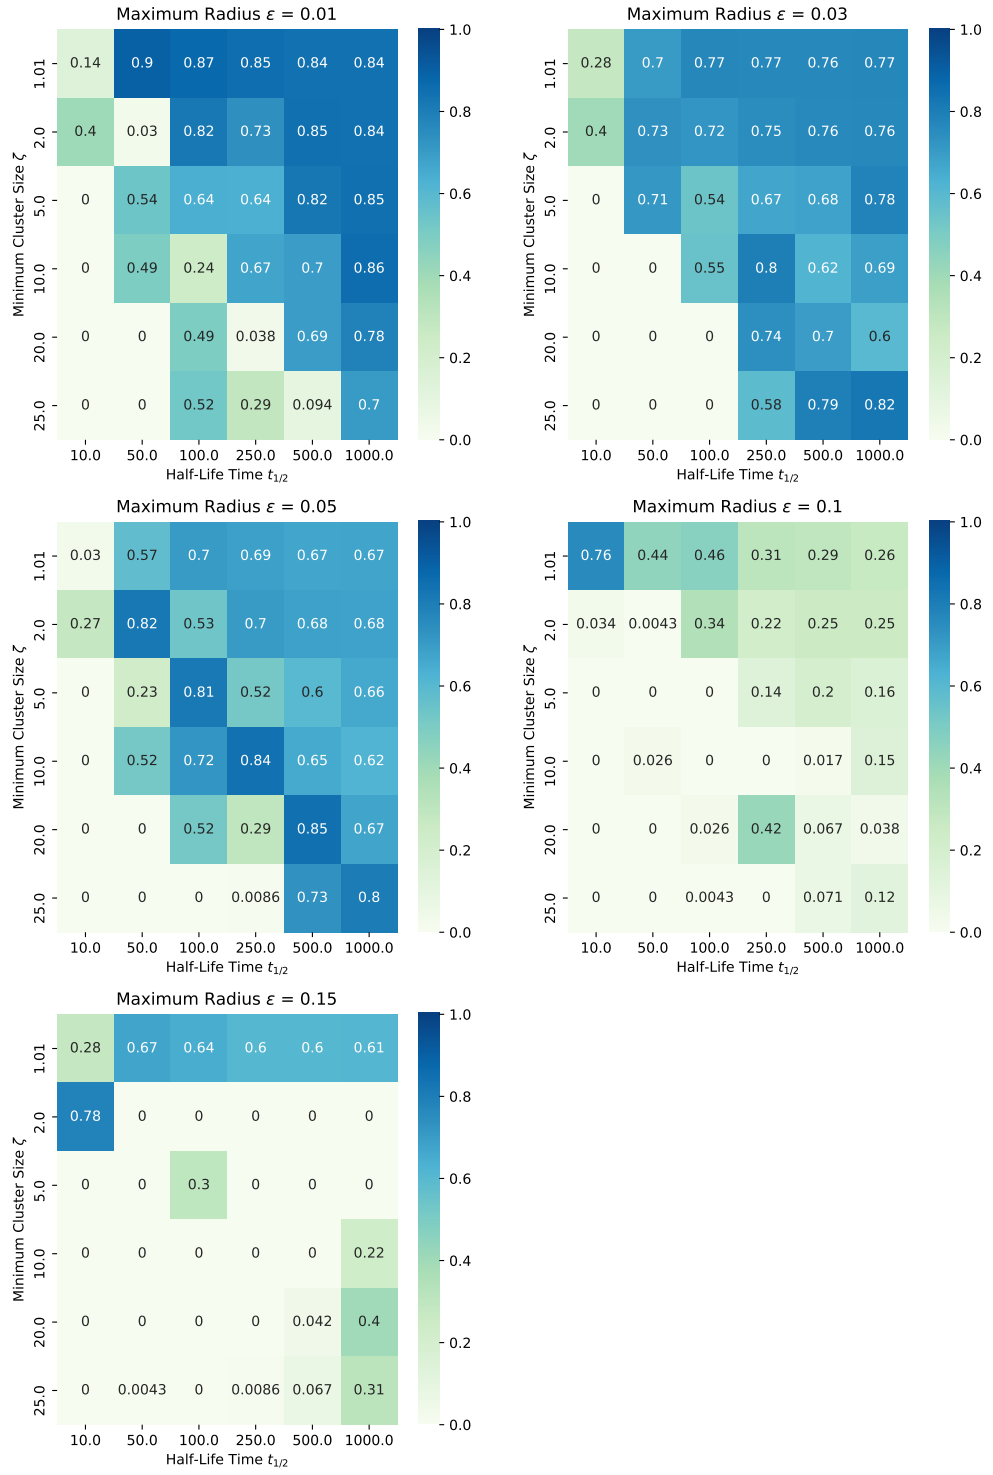 Maximum Radius ε = 0.01
Minimum Cluster Size ζ
1.01 0.14 0.9 0.87 0.85 0.84 0.84
2.0 0.4 0.03 0.82 0.73 0.85 0.84
5.0 0 0.54 0.64 0.64 0.82 0.85
10.0 0 0.49 0.24 0.67 0.7 0.86
20.0 0 0 0.49 0.038 0.69 0.78
25.0 0 0 0.52 0.29 0.094 0.7
10.0 50.0 100.0 250.0 500.0 1000.0
Half-Life Time t1/2
1.0
0.8
0.6
0.4
0.2
0.0
Maximum Radius ε = 0.03
Minimum Cluster Size ζ
1.01 0.28 0.7 0.77 0.77 0.76 0.77
2.0 0.4 0.73 0.72 0.75 0.76 0.76
5.0 0 0.71 0.54 0.67 0.68 0.78
10.0 0 0 0.55 0.8 0.62 0.69
20.0 0 0 0 0.74 0.7 0.6
25.0 0 0 0 0.58 0.79 0.82
10.0 50.0 100.0 250.0 500.0 1000.0
Half-Life Time t1/2
1.0
0.8
0.6
0.4
0.2
0.0
Maximum Radius ε = 0.05
Minimum Cluster Size ζ
1.01 0.03 0.57 0.7 0.69 0.67 0.67
2.0 0.27 0.82 0.53 0.7 0.68 0.68
5.0 0 0.23 0.81 0.52 0.6 0.66
10.0 0 0.52 0.72 0.84 0.65 0.62
20.0 0 0 0.52 0.29 0.85 0.67
25.0 0 0 0 0.0086 0.73 0.8
10.0 50.0 100.0 250.0 500.0 1000.0
Half-Life Time t1/2
1.0
0.8
0.6
0.4
0.2
0.0
Maximum Radius ε = 0.1
Minimum Cluster Size ζ
1.01 0.76 0.44 0.46 0.31 0.29 0.26
2.0 0.034 0.0043 0.34 0.22 0.25 0.25
5.0 0 0 0 0.14 0.2 0.16
10.0 0 0.026 0 0 0.017 0.15
20.0 0 0 0.026 0.42 0.067 0.038
25.0 0 0 0.0043 0 0.071 0.12
10.0 50.0 100.0 250.0 500.0 1000.0
Half-Life Time t1/2
1.0
0.8
0.6
0.4
0.2
0.0
Maximum Radius ε = 0.15
Minimum Cluster Size ζ
1.01 0.28 0.67 0.64 0.6 0.6 0.61
2.0 0.78 0 0 0 0 0
5.0 0 0 0.3 0 0 0
10.0 0 0 0 0 0 0.22
20.0 0 0 0 0 0.042 0.4
25.0 0 0.0043 0 0.0086 0.067 0.31
10.0 50.0 100.0 250.0 500.0 1000.0
Half-Life Time t1/2
1.0
0.8
0.6
0.4
0.2
0.0